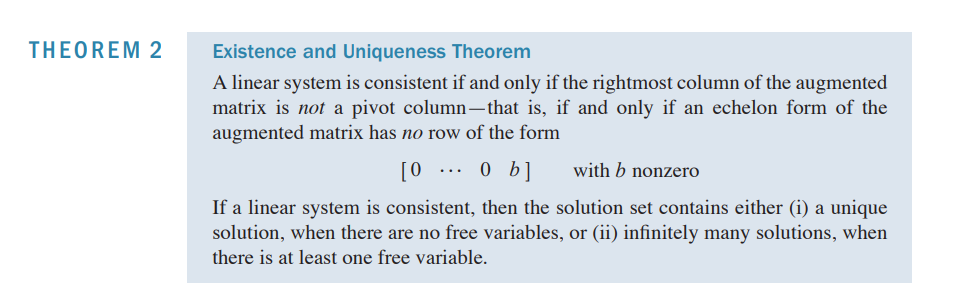 THEOREM 2
Existence and Uniqueness Theorem
A linear system is consistent if and only if the rightmost column of the augmented
matrix is not a pivot column—that is, if and only if an echelon form of the
augmented matrix has no row of the form
[0 ⋯ 0 b] with b nonzero
If a linear system is consistent, then the solution set contains either (i) a unique
solution, when there are no free variables, or (ii) infinitely many solutions, when
there is at least one free variable.